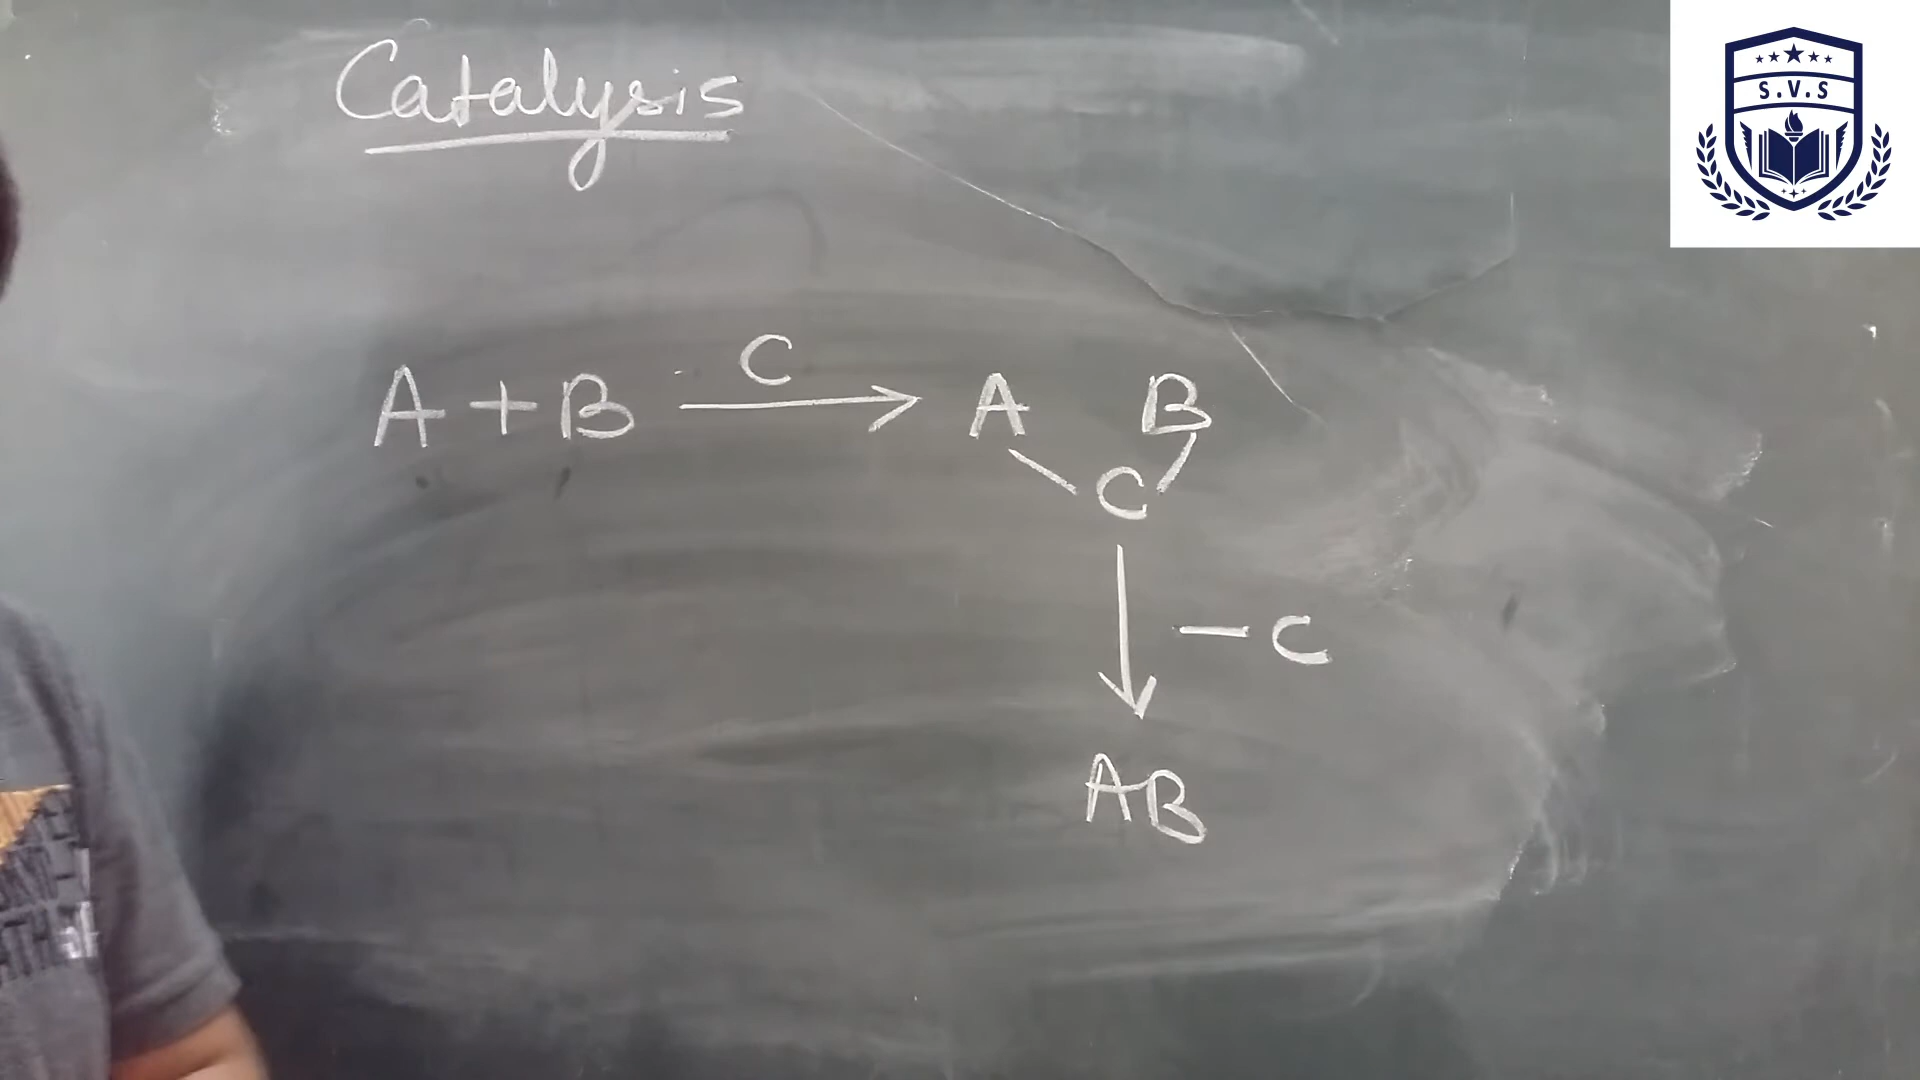 Catalysis
S.V.S
A + B C → A B
C
↓ - C
AB